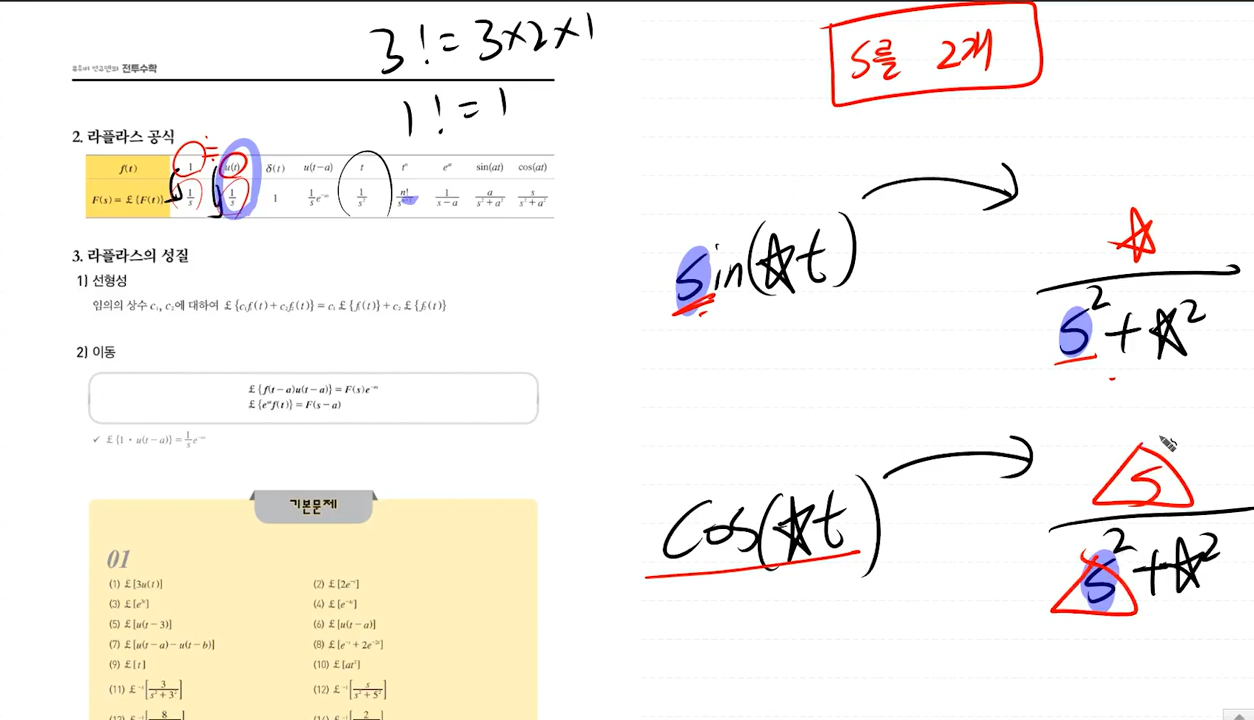 전투수학
3!=3×2×1
1!=1
S를 2개
2. 라플라스 공식
f(t) 1 u(t) δ(t) u(t-a) t tⁿ eᵃᵗ sin(at) cos(at)
F(s)=£{F(t)} 1/s 1/s 1 1/s e⁻ᵃˢ 1/s² n!/sⁿ⁺¹ 1/(s-a) a/(s²+a²) s/(s²+a²)
3. 라플라스의 성질
1) 선형성
임의의 상수 c₁, c₂에 대하여 £{c₁f₁(t)+c₂f₂(t)}=c₁£{f₁(t)}+c₂£{f₂(t)}
2) 이동
£{f(t-a)u(t-a)}=F(s)e⁻ᵃˢ
£{eᵃᵗf(t)}=F(s-a)
✓ £{1·u(t-a)}=1/s e⁻ᵃˢ
기본문제
01
(1) £[3u(t)] (2) £[2e⁻ᵗ]
(3) £[e³ᵗ] (4) £[e⁻⁴ᵗ]
(5) £[u(t-3)] (6) £[u(t-a)]
(7) £[u(t-a)-u(t-b)] (8) £[e⁻ᵗ+2e⁻²ᵗ]
(9) £[t] (10) £[at²]
(11) £⁻¹[3/(s²+3²)] (12) £⁻¹[s/(s²+5²)]
sin(☆t) ☆/(s²+☆²)
cos(☆t) s/(s²+☆²)